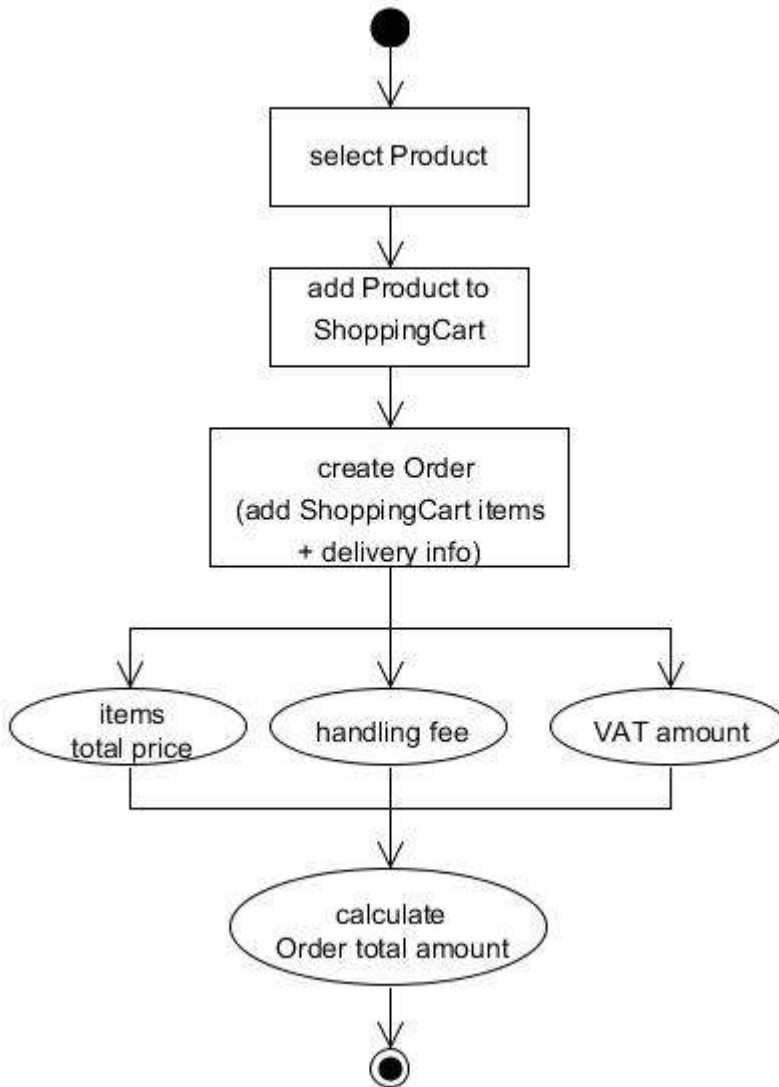 select Product
add Product to
ShoppingCart
create Order
(add ShoppingCart items
+ delivery info)
items
total price
handling fee
VAT amount
calculate
Order total amount